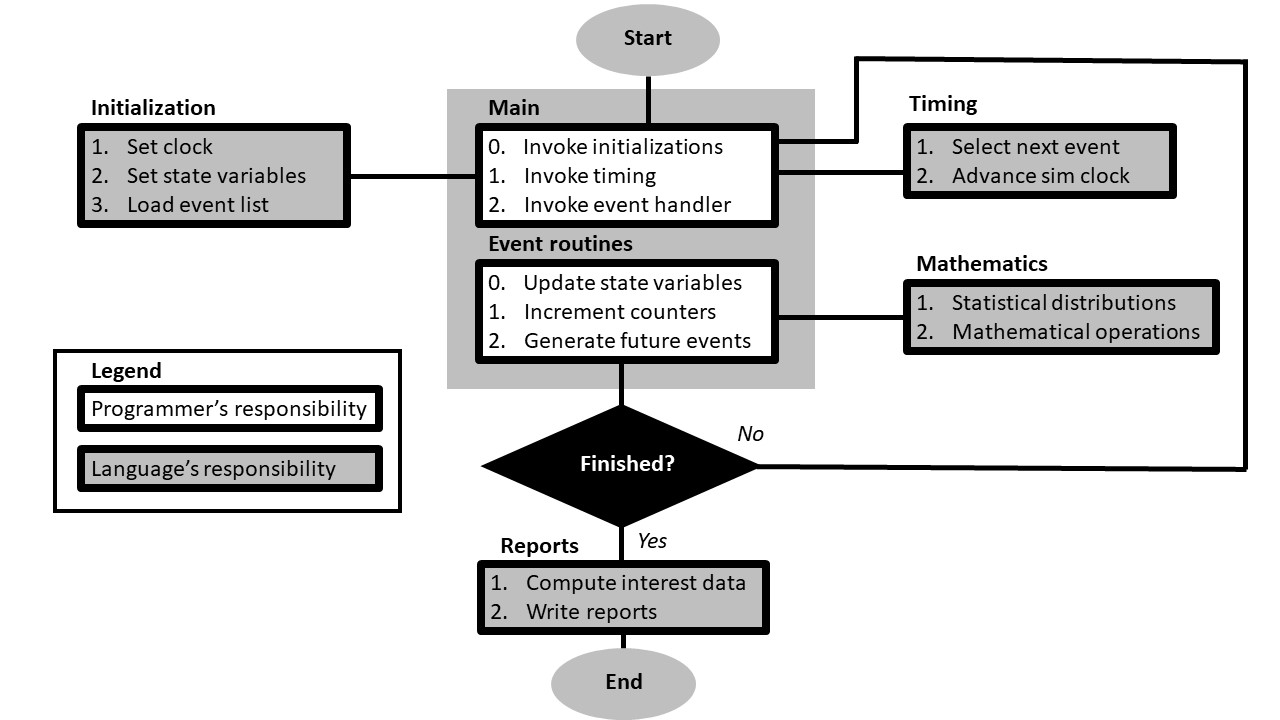 Start
Initialization
1. Set clock
2. Set state variables
3. Load event list
Main
0. Invoke initializations
1. Invoke timing
2. Invoke event handler
Timing
1. Select next event
2. Advance sim clock
Event routines
0. Update state variables
1. Increment counters
2. Generate future events
Mathematics
1. Statistical distributions
2. Mathematical operations
Legend
Programmer’s responsibility
Language’s responsibility
Finished?
No
Yes
Reports
1. Compute interest data
2. Write reports
End